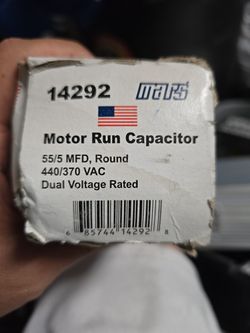 14292 mars
Motor Run Capacitor
55/5 MFD, Round
440/370 VAC
Dual Voltage Rated
6 85744 14292 8